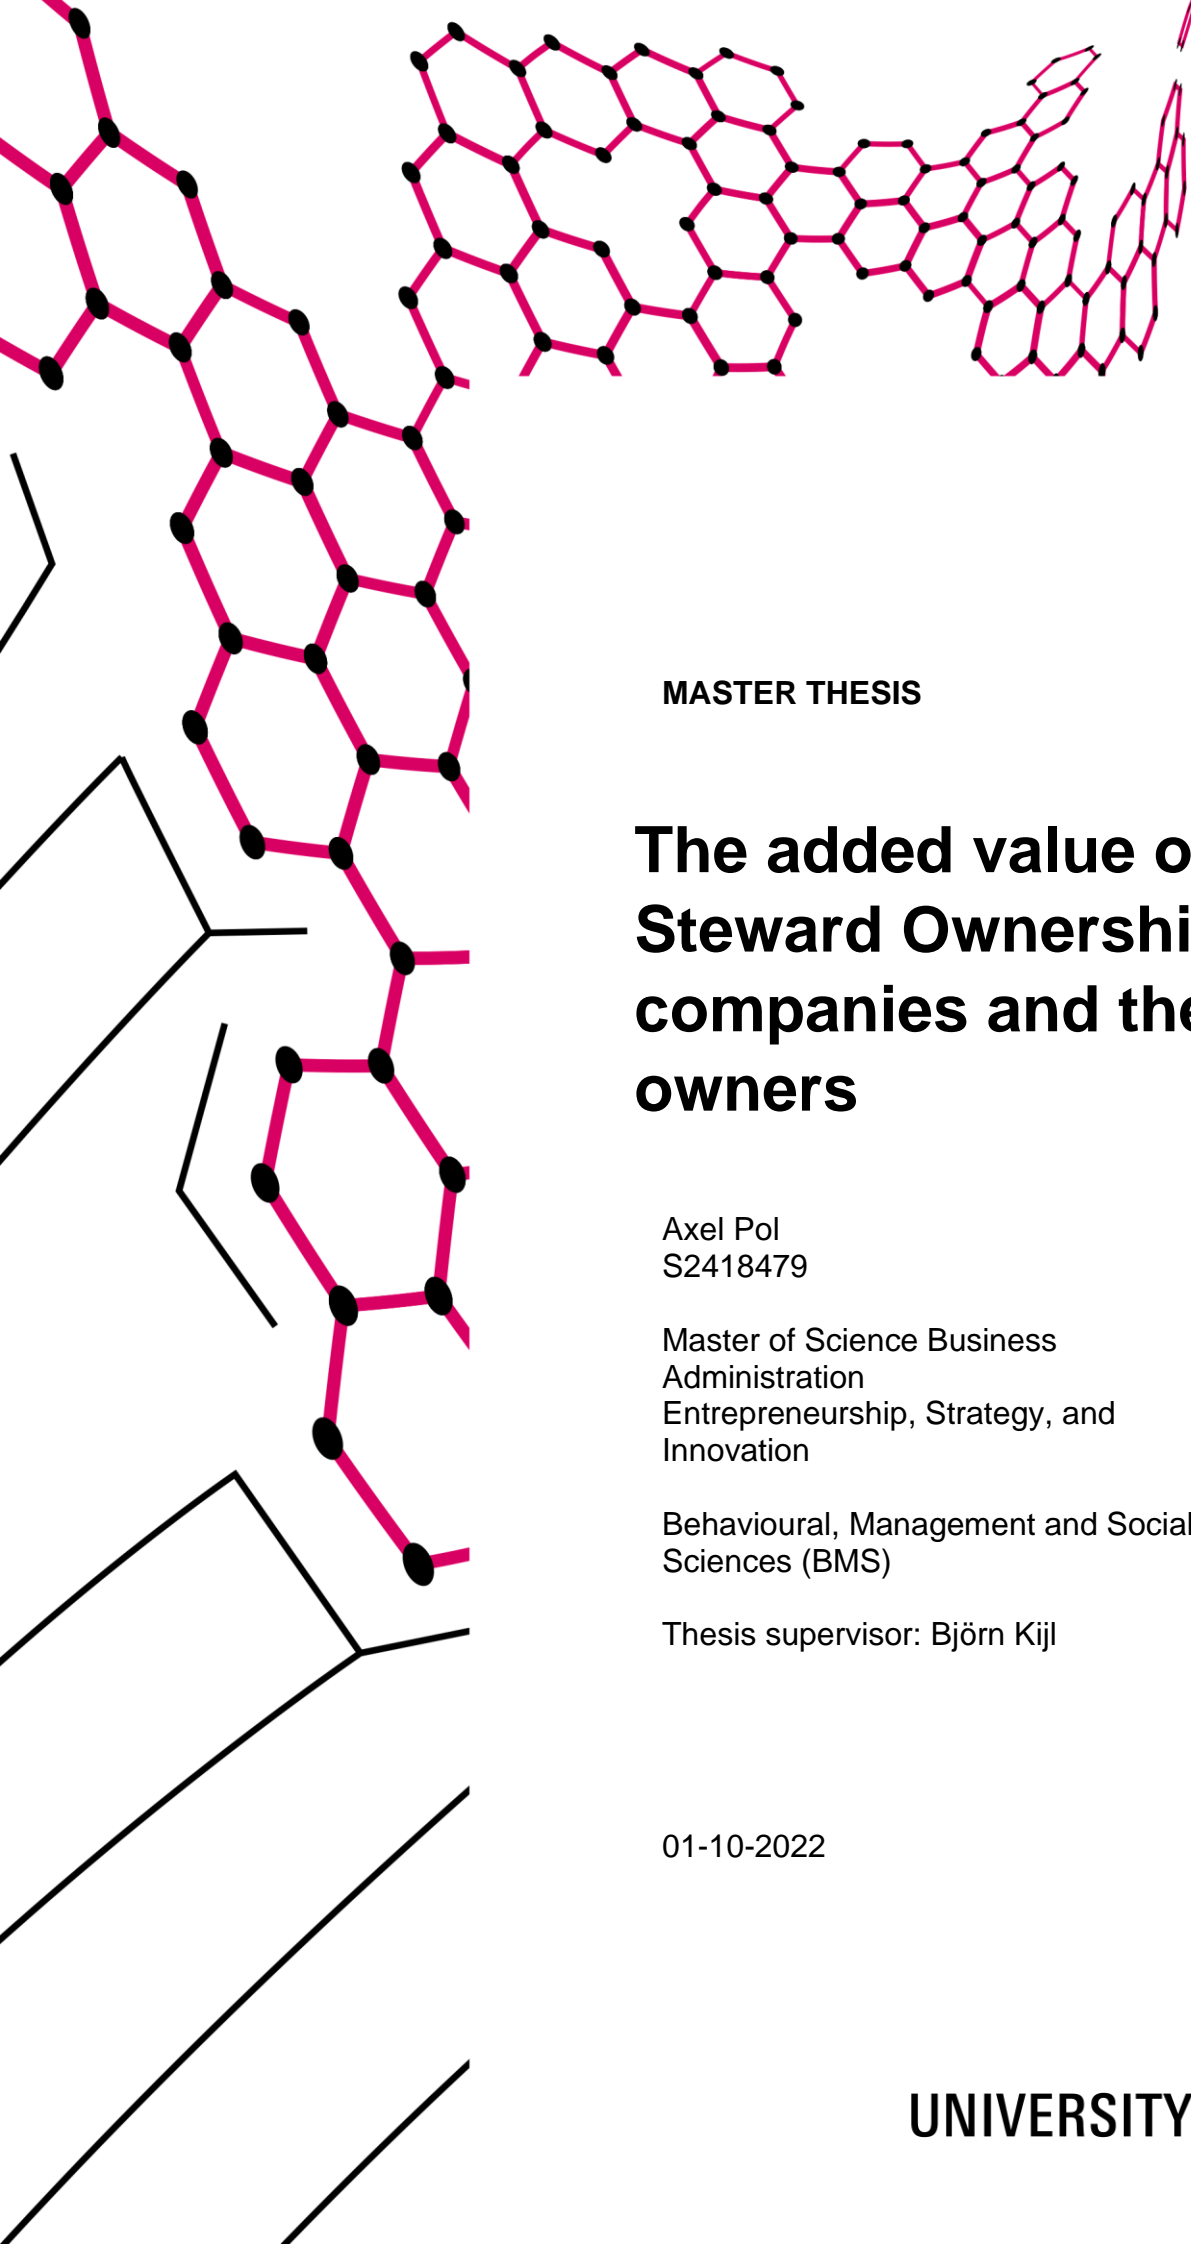 MASTER THESIS
The added value o
Steward Ownershi
companies and the
owners
Axel Pol
S2418479
Master of Science Business
Administration
Entrepreneurship, Strategy, and
Innovation
Behavioural, Management and Social
Sciences (BMS)
Thesis supervisor: Björn Kijl
01-10-2022
UNIVERSITY